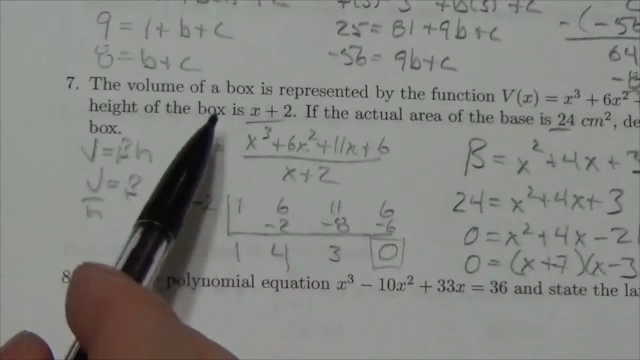 9 = 1 + b + c
8 = b + c
25 = 81 + 9b + c
-56 = 9b + c
-(-56
64
-8
7. The volume of a box is represented by the function V(x) = x³ + 6x² +
height of the box is x + 2. If the actual area of the base is 24 cm², de
box.
V = Bh
V/h = B
x³ + 6x² + 11x + 6
x + 2
-2 | 1 6 11 6
-2 -8 -6
1 4 3 0
B = x² + 4x + 3
24 = x² + 4x + 3
0 = x² + 4x - 21
0 = (x + 7)(x - 3
8 polynomial equation x³ − 10x² + 33x = 36 and state the la